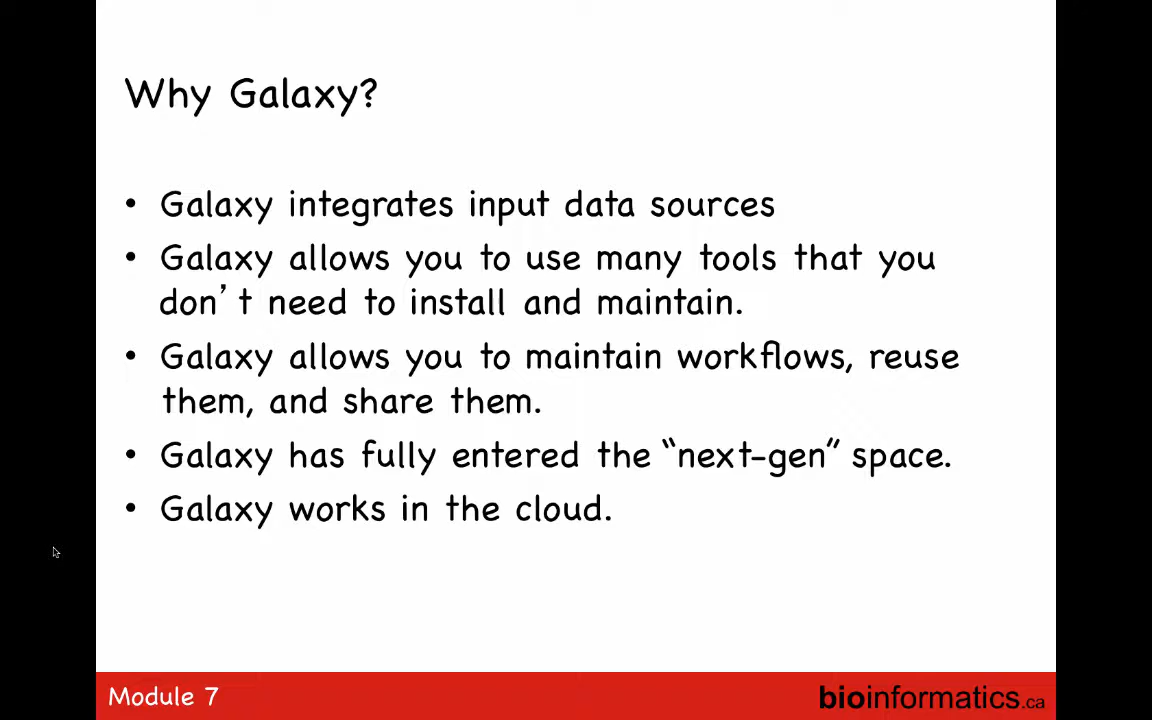 Why Galaxy?
• Galaxy integrates input data sources
• Galaxy allows you to use many tools that you
don't need to install and maintain.
• Galaxy allows you to maintain workflows, reuse
them, and share them.
• Galaxy has fully entered the “next-gen” space.
• Galaxy works in the cloud.
Module 7
bioinformatics.ca